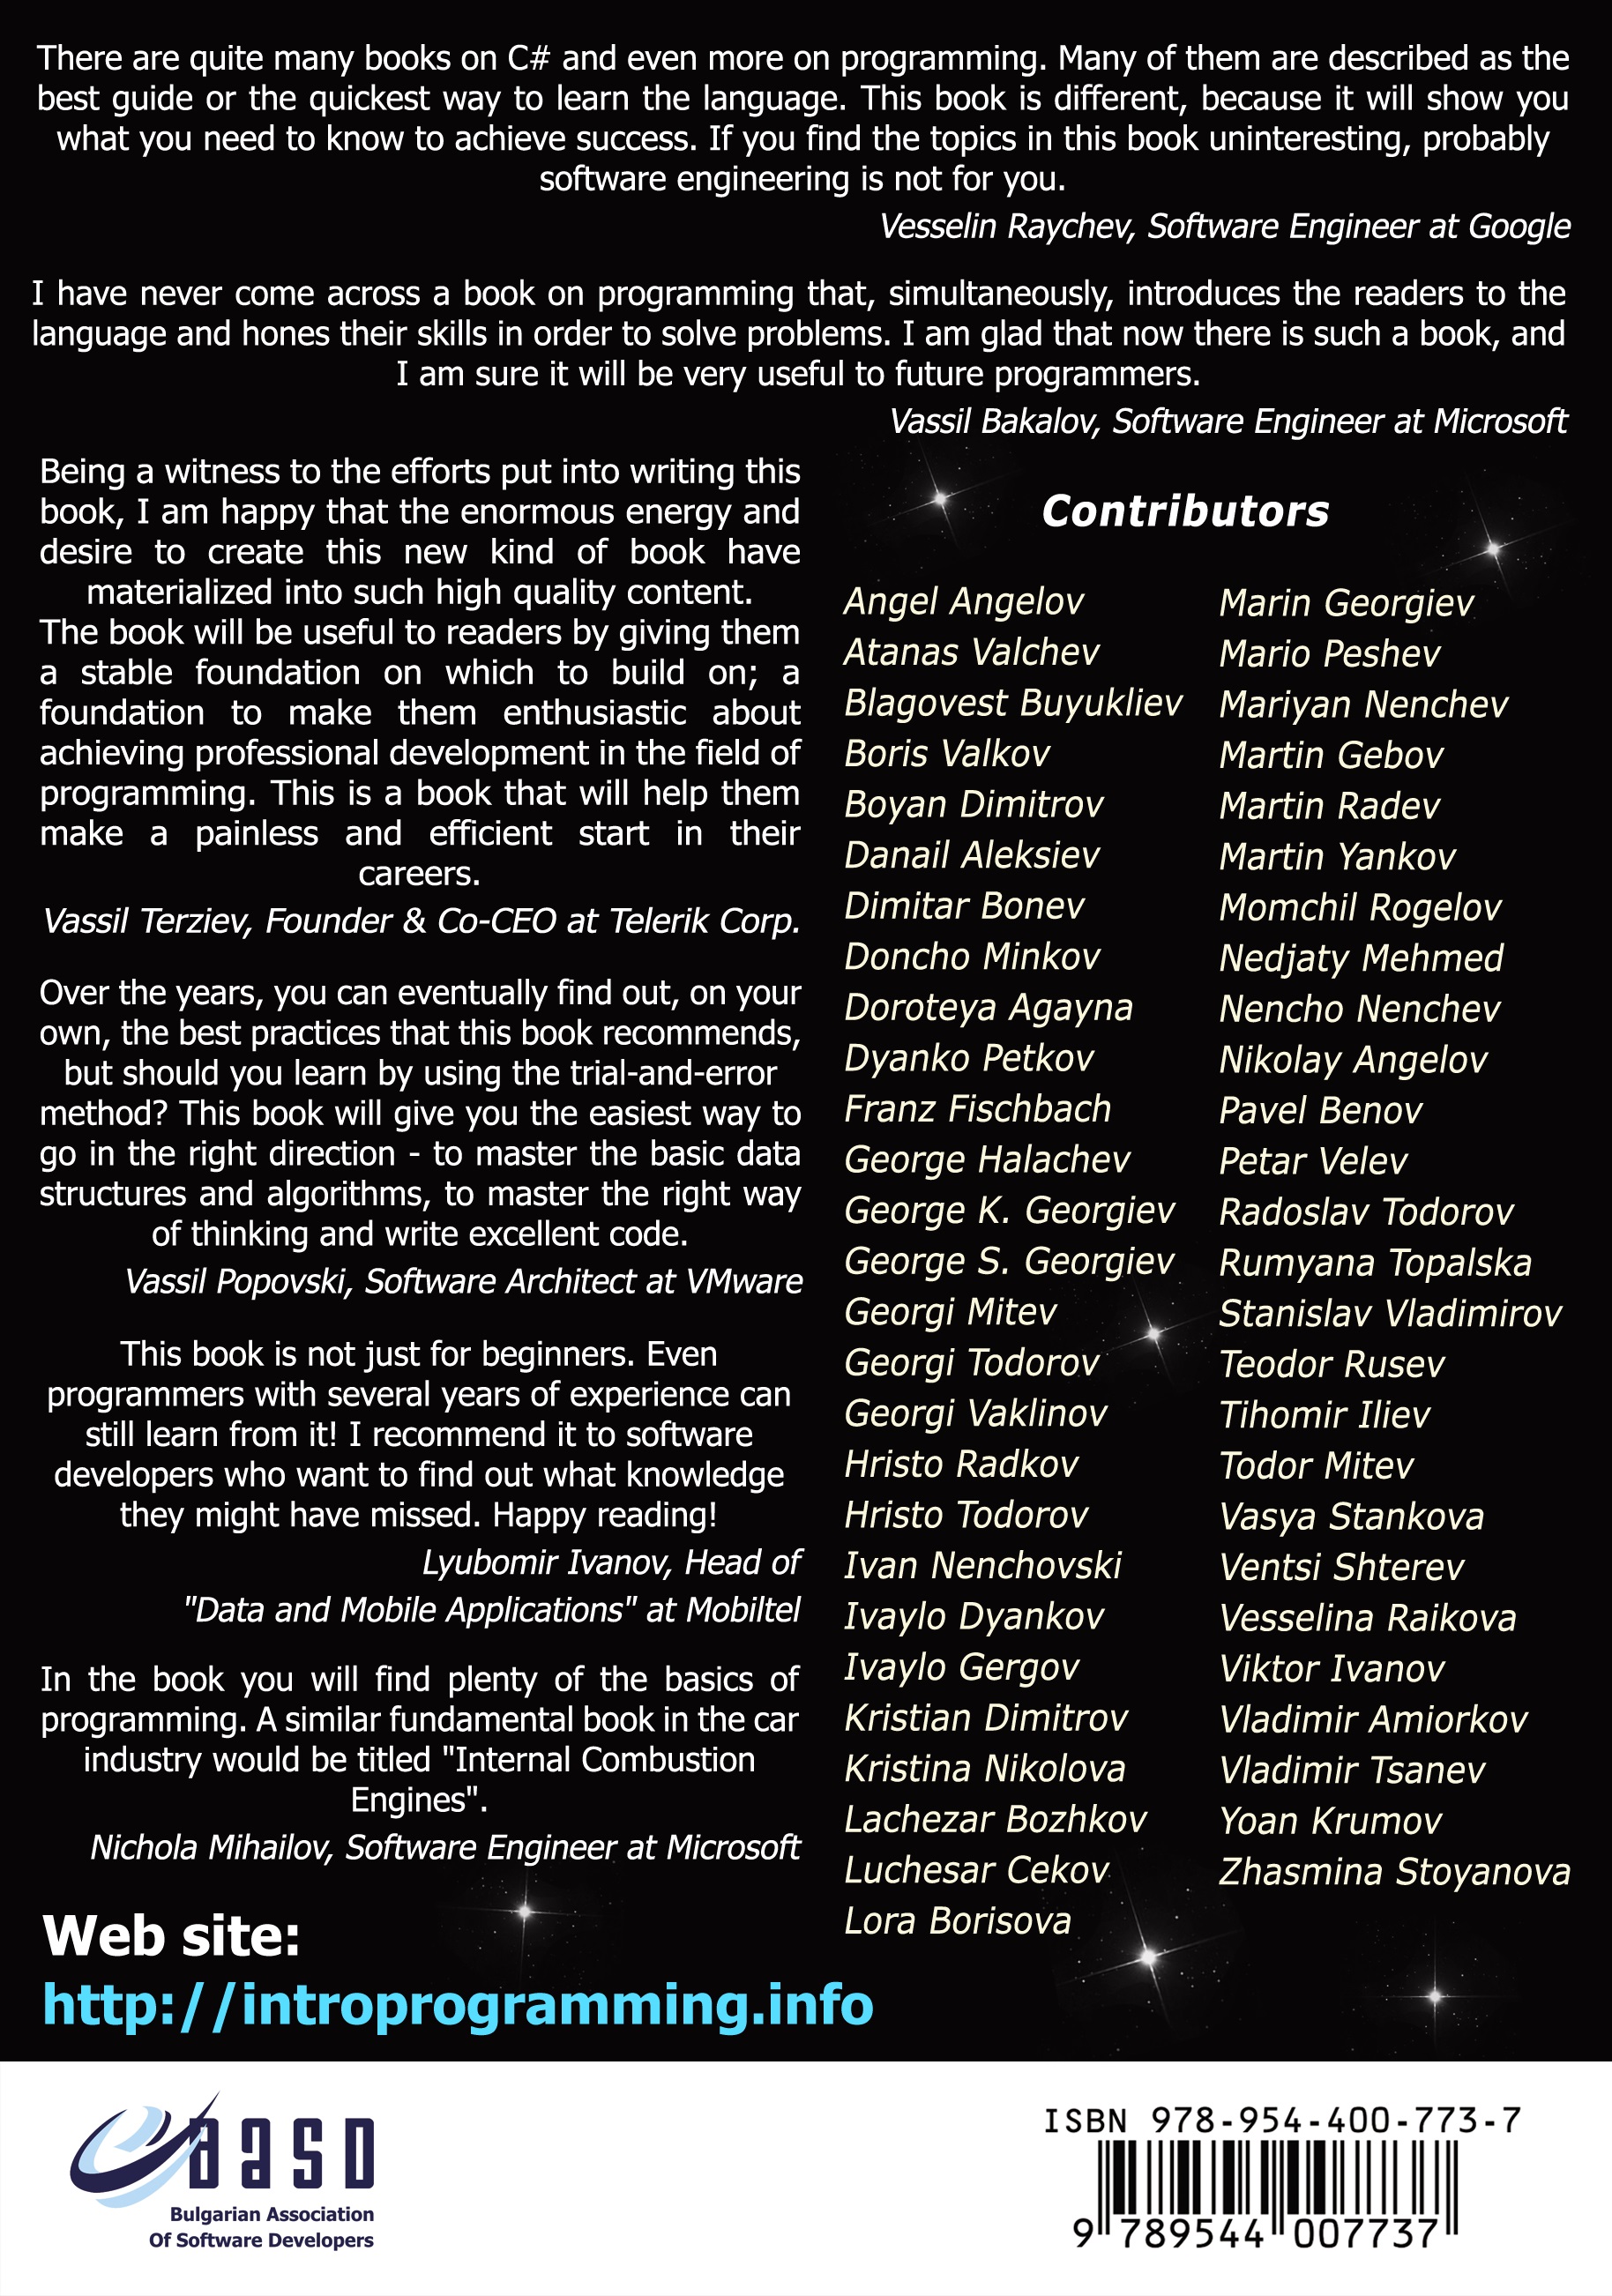 There are quite many books on C# and even more on programming. Many of them are described as the
best guide or the quickest way to learn the language. This book is different, because it will show you
what you need to know to achieve success. If you find the topics in this book uninteresting, probably
software engineering is not for you.
Vesselin Raychev, Software Engineer at Google
I have never come across a book on programming that, simultaneously, introduces the readers to the
language and hones their skills in order to solve problems. I am glad that now there is such a book, and
I am sure it will be very useful to future programmers.
Vassil Bakalov, Software Engineer at Microsoft
Being a witness to the efforts put into writing this
book, I am happy that the enormous energy and
desire to create this new kind of book have
materialized into such high quality content.
The book will be useful to readers by giving them
a stable foundation on which to build on; a
foundation to make them enthusiastic about
achieving professional development in the field of
programming. This is a book that will help them
make a painless and efficient start in their
careers.
Vassil Terziev, Founder & Co-CEO at Telerik Corp.
Over the years, you can eventually find out, on your
own, the best practices that this book recommends,
but should you learn by using the trial-and-error
method? This book will give you the easiest way to
go in the right direction - to master the basic data
structures and algorithms, to master the right way
of thinking and write excellent code.
Vassil Popovski, Software Architect at VMware
This book is not just for beginners. Even
programmers with several years of experience can
still learn from it! I recommend it to software
developers who want to find out what knowledge
they might have missed. Happy reading!
Lyubomir Ivanov, Head of
"Data and Mobile Applications" at Mobiltel
In the book you will find plenty of the basics of
programming. A similar fundamental book in the car
industry would be titled "Internal Combustion
Engines".
Nichola Mihailov, Software Engineer at Microsoft
Contributors
Angel Angelov
Atanas Valchev
Blagovest Buyukliev
Boris Valkov
Boyan Dimitrov
Danail Aleksiev
Dimitar Bonev
Doncho Minkov
Doroteya Agayna
Dyanko Petkov
Franz Fischbach
George Halachev
George K. Georgiev
George S. Georgiev
Georgi Mitev
Georgi Todorov
Georgi Vaklinov
Hristo Radkov
Hristo Todorov
Ivan Nenchovski
Ivaylo Dyankov
Ivaylo Gergov
Kristian Dimitrov
Kristina Nikolova
Lachezar Bozhkov
Luchesar Cekov
Lora Borisova
Marin Georgiev
Mario Peshev
Mariyan Nenchev
Martin Gebov
Martin Radev
Martin Yankov
Momchil Rogelov
Nedjaty Mehmed
Nencho Nenchev
Nikolay Angelov
Pavel Benov
Petar Velev
Radoslav Todorov
Rumyana Topalska
Stanislav Vladimirov
Teodor Rusev
Tihomir Iliev
Todor Mitev
Vasya Stankova
Ventsi Shterev
Vesselina Raikova
Viktor Ivanov
Vladimir Amiorkov
Vladimir Tsanev
Yoan Krumov
Zhasmina Stoyanova
Web site:
http://introprogramming.info
BASD
Bulgarian Association
Of Software Developers
ISBN 978-954-400-773-7
9 789544 007737